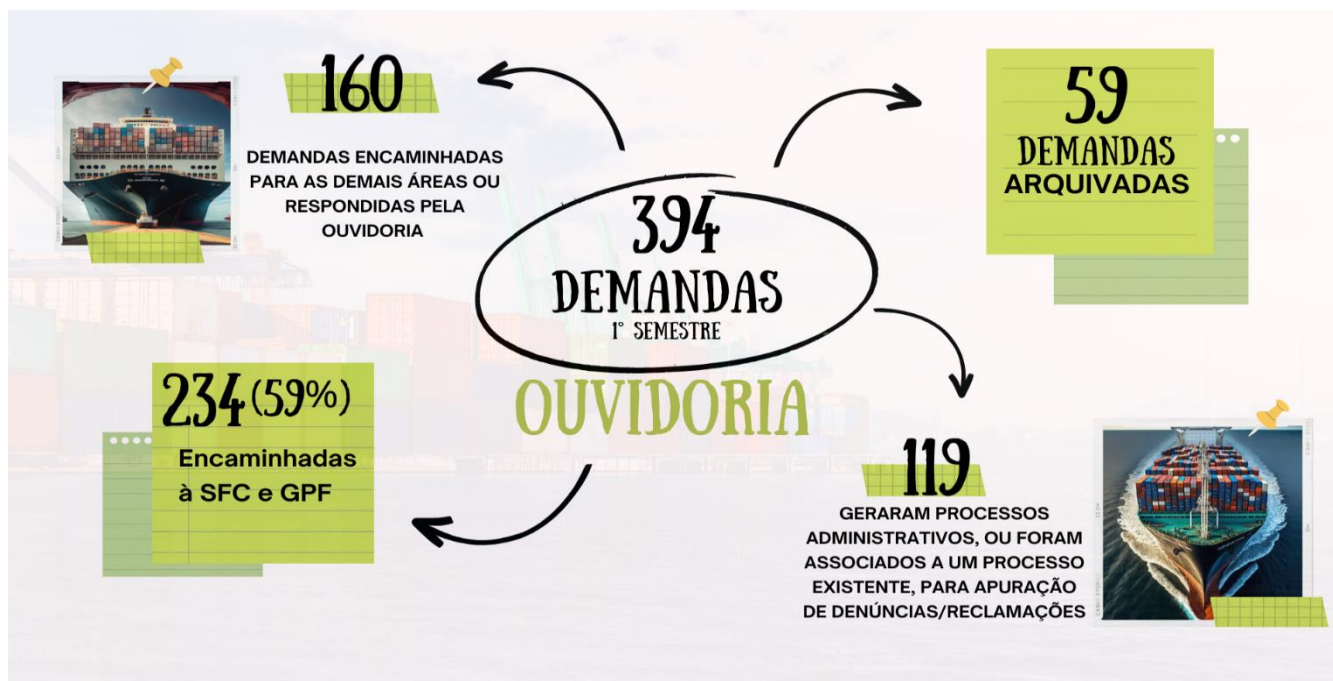 160
DEMANDAS ENCAMINHADAS
PARA AS DEMAIS ÁREAS OU
RESPONDIDAS PELA
OUVIDORIA
59
DEMANDAS
ARQUIVADAS
394
DEMANDAS
1° SEMESTRE
OUVIDORIA
234 (59%)
Encaminhadas
à SFC e GPF
119
GERARAM PROCESSOS
ADMINISTRATIVOS, OU FORAM
ASSOCIADOS A UM PROCESSO
EXISTENTE, PARA APURAÇÃO
DE DENÚNCIAS/RECLAMAÇÕES